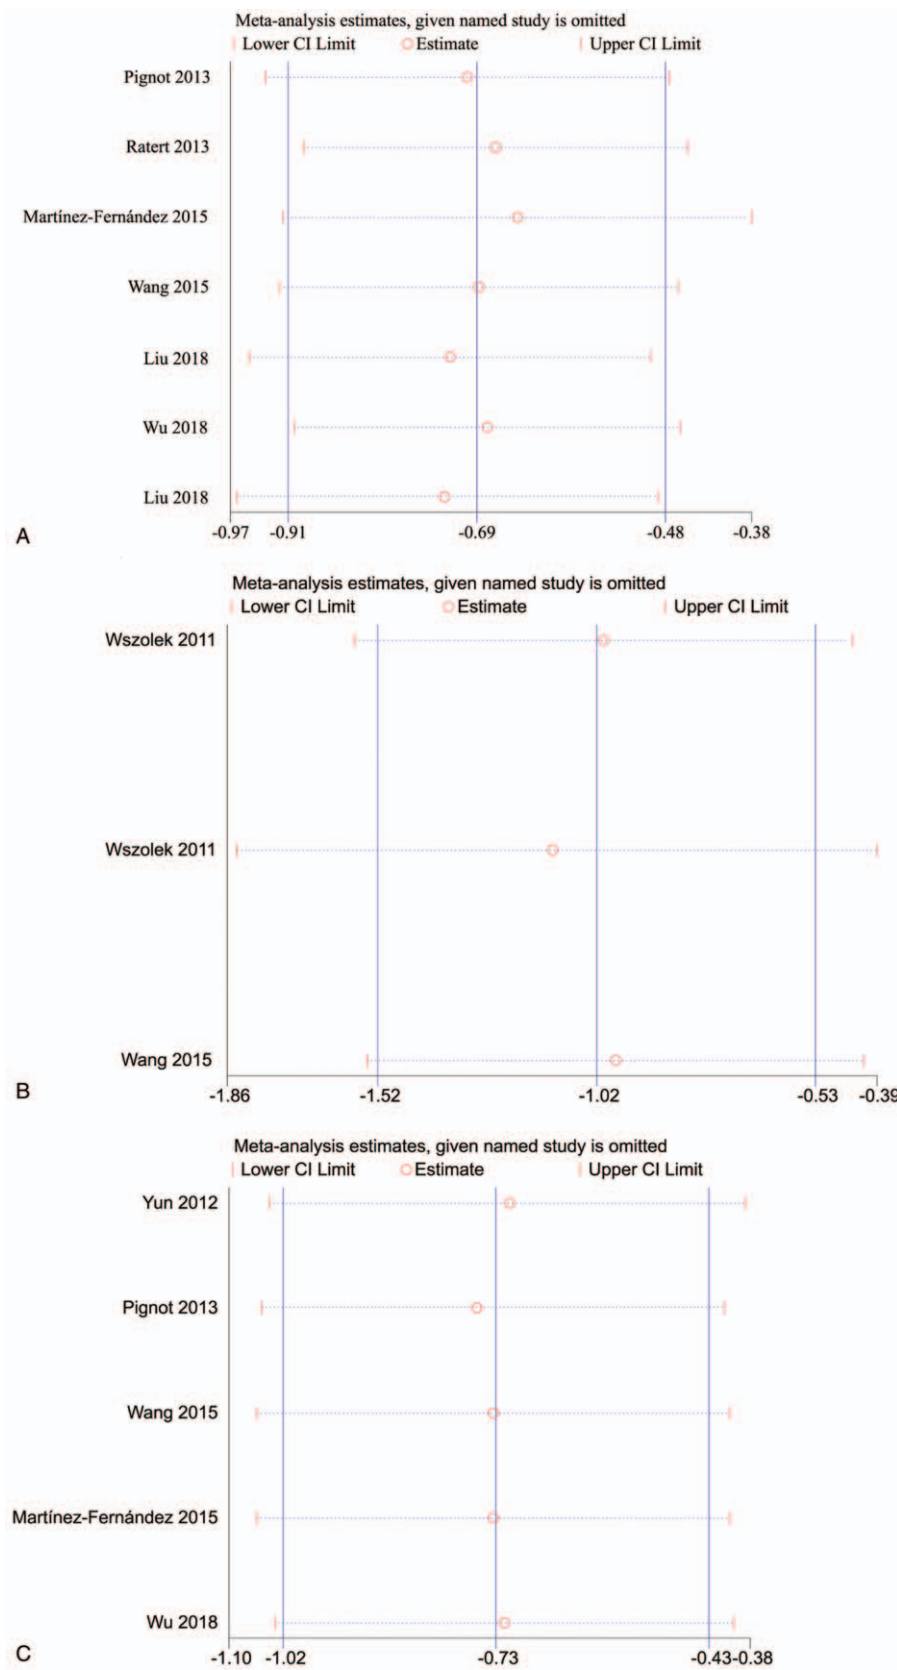 Meta-analysis estimates, given named study is omitted
Lower CI Limit Estimate Upper CI Limit
Pignot 2013
Ratert 2013
Martínez-Fernández 2015
Wang 2015
Liu 2018
Wu 2018
Liu 2018
A
-0.97 -0.91 -0.69 -0.48 -0.38
Meta-analysis estimates, given named study is omitted
Lower CI Limit Estimate Upper CI Limit
Wszolek 2011
Wszolek 2011
Wang 2015
B
-1.86 -1.52 -1.02 -0.53 -0.39
Meta-analysis estimates, given named study is omitted
Lower CI Limit Estimate Upper CI Limit
Yun 2012
Pignot 2013
Wang 2015
Martínez-Fernández 2015
Wu 2018
C
-1.10 -1.02 -0.73 -0.43 -0.38